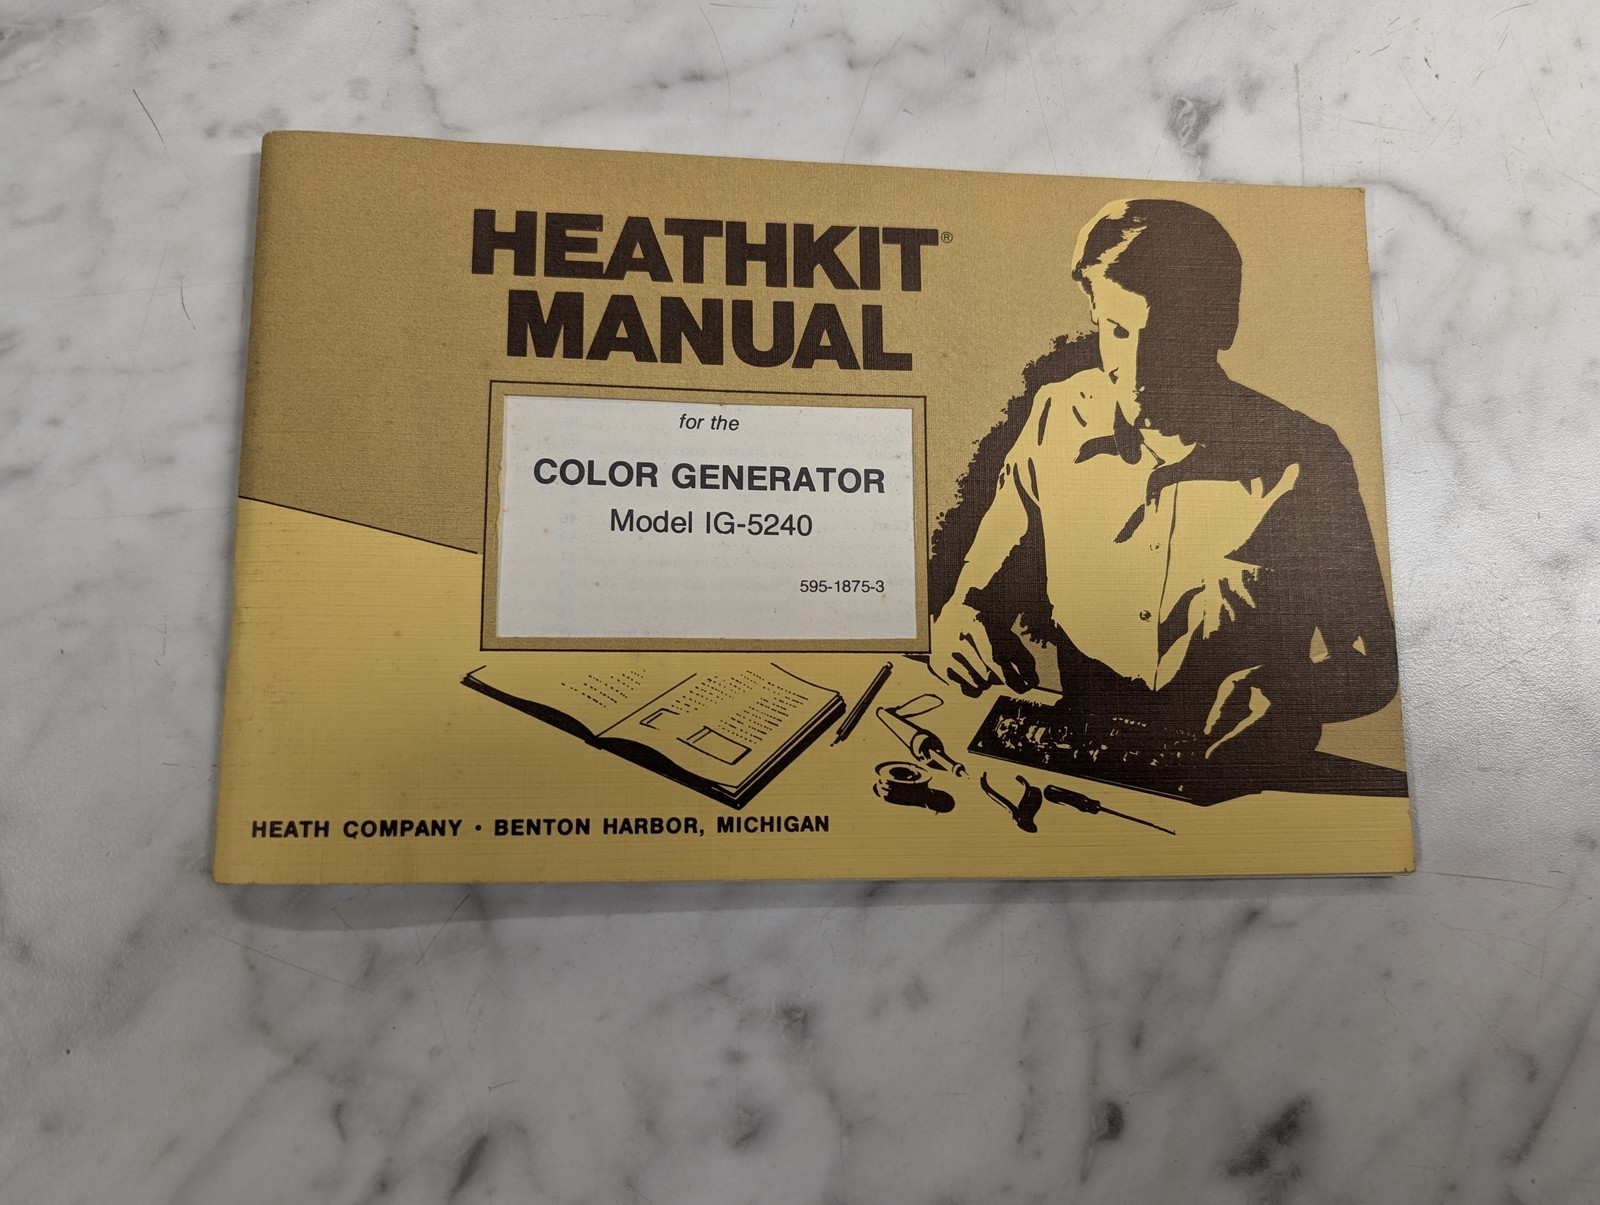 HEATHKIT®
MANUAL
for the
COLOR GENERATOR
Model IG-5240
595-1875-3
HEATH COMPANY • BENTON HARBOR, MICHIGAN